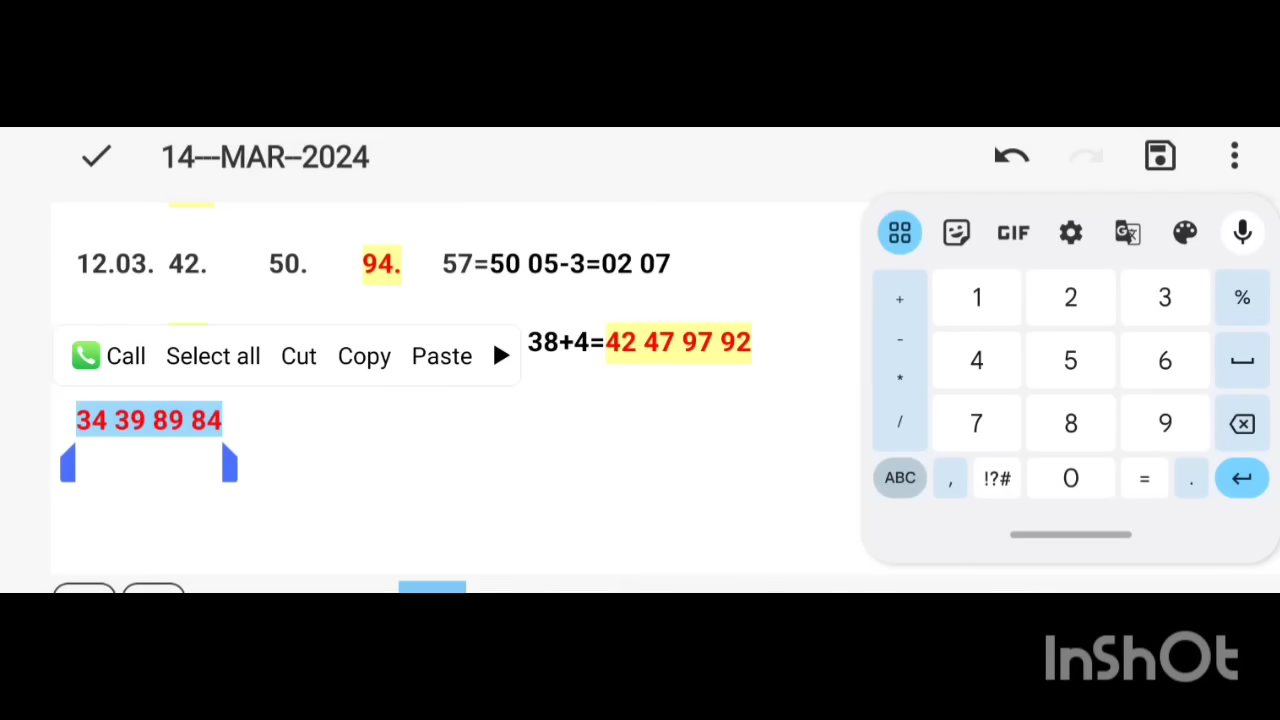 14---MAR--2024
12.03. 42. 50. 94. 57=50 05-3=02 07
38+4=42 47 97 92
Call Select all Cut Copy Paste
34 39 89 84
GIF
+ 1 2 3 %
- 4 5 6
*
/ 7 8 9
ABC , !?# 0 = .
InShOt